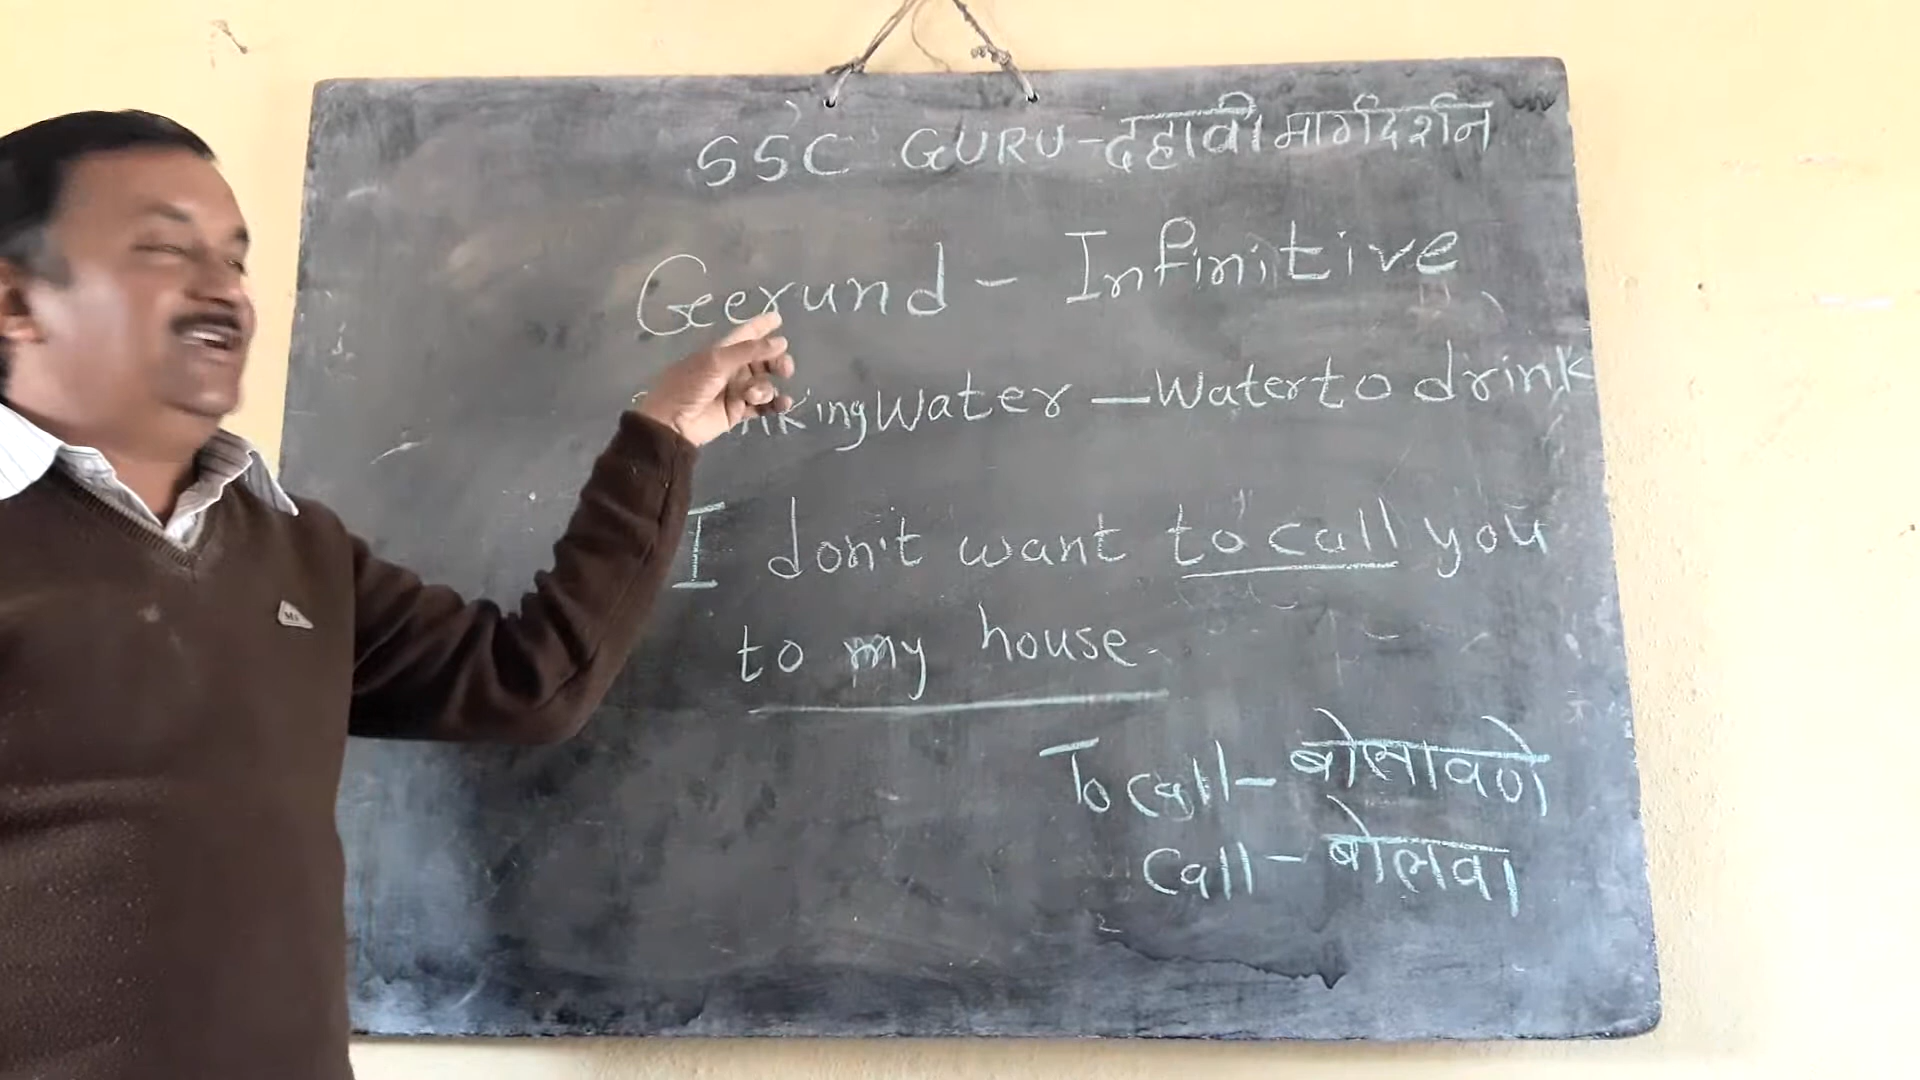 SSC GURU-दहावी मार्गदर्शन
Geerund - Infinitive
water — Water to drink
I don't want to call you
to my house.
To call - बोलावणे
Call - बोलवा